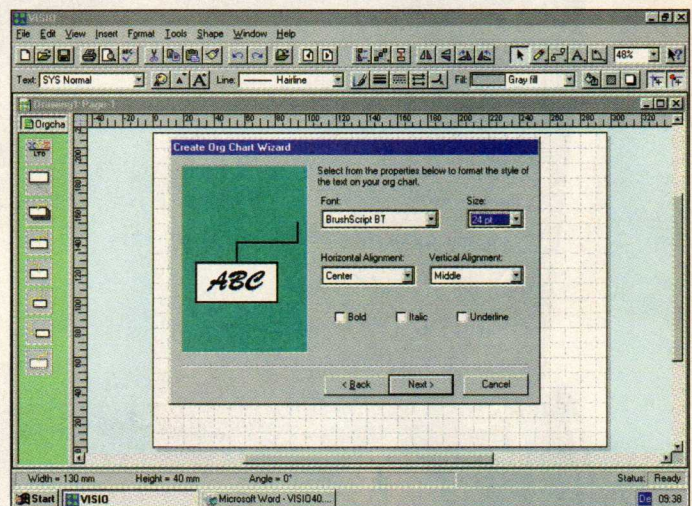 VISIO
File Edit View Insert Format Tools Shape Window Help
48%
Text: SYS Normal Line: Hairline Fill: Gray fill
Drawing1:Page-1
Orgcha
Create Org Chart Wizard
Select from the properties below to format the style of
the text on your org chart.
Font: Size:
BrushScript BT 24 pt.
Horizontal Alignment: Vertical Alignment:
Center Middle
ABC
Bold Italic Underline
< Back Next > Cancel
Width = 130 mm Height = 40 mm Angle = 0° Status: Ready
Start VISIO Microsoft Word - VISIO40.... De 09:38